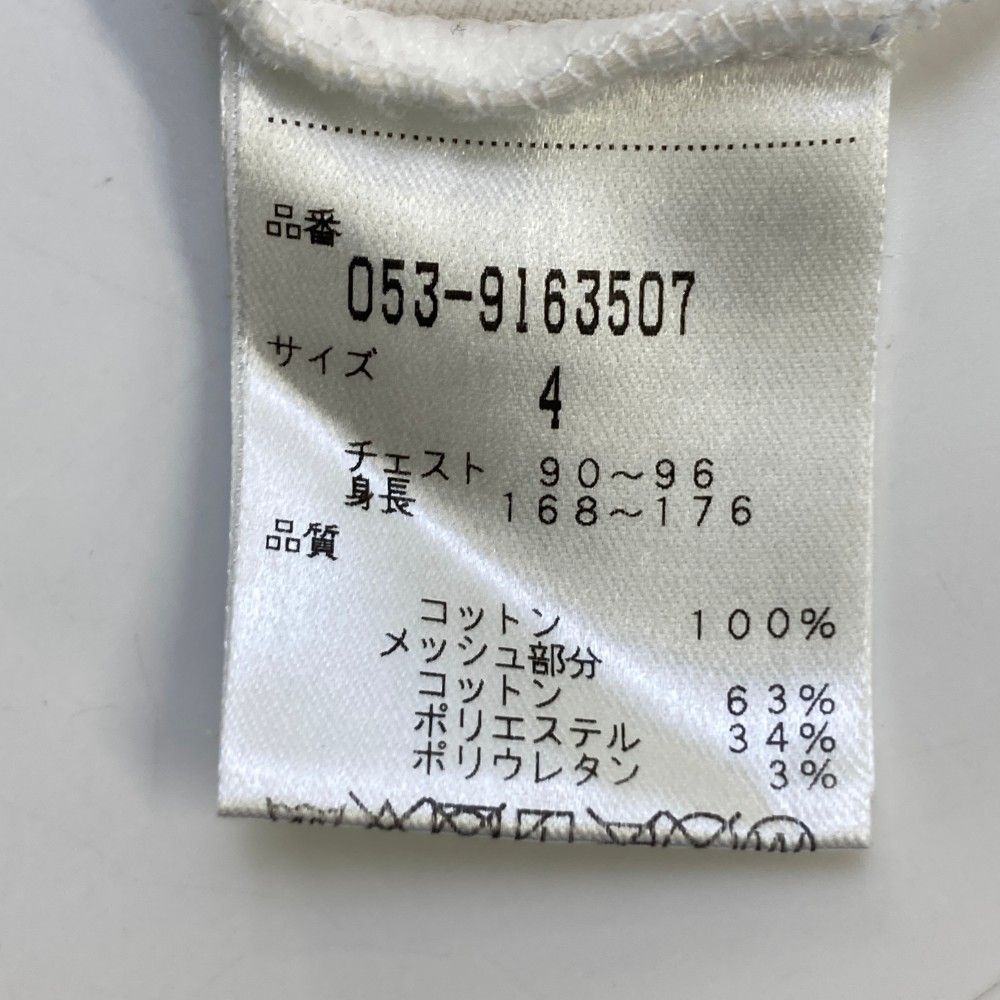 品番
053-9163507
サイズ 4
チェスト 90～96
身長 168～176
品質
コットン 100%
メッシュ部分
コットン 63%
ポリエステル 34%
ポリウレタン 3%